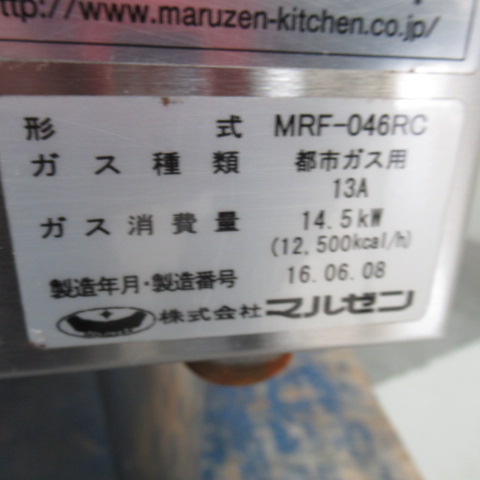 http://www.maruzen-kitchen.co.jp/
形 式 MRF-046RC
ガス種類 都市ガス用
13A
ガス消費量 14.5kW
(12,500kcal/h)
製造年月・製造番号 16.06.08
株式会社 マルゼン